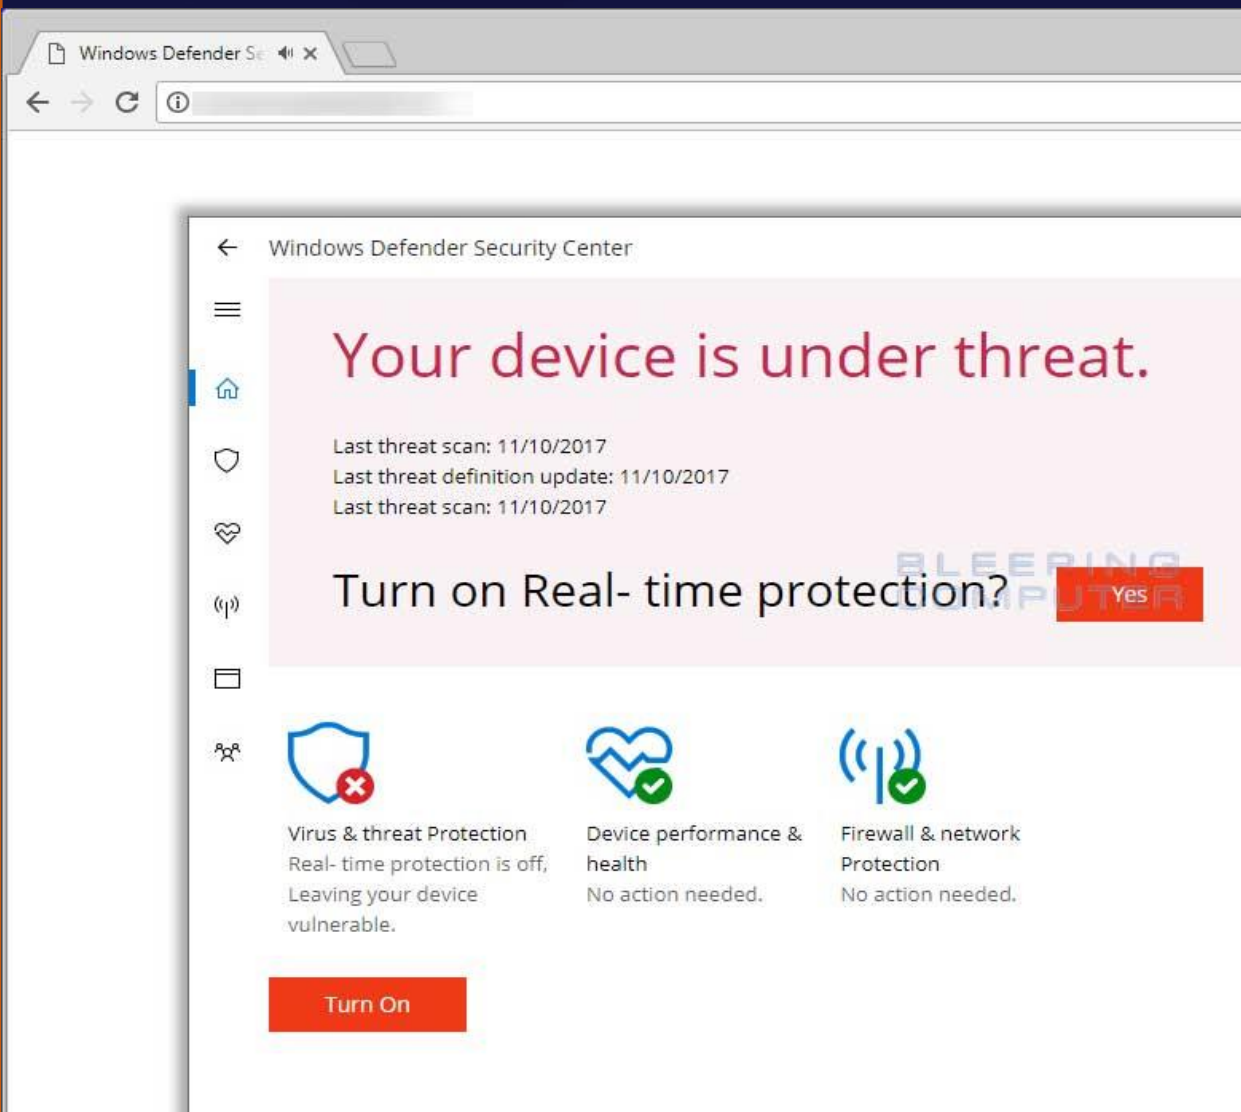 Windows Defender Se
Windows Defender Security Center
Your device is under threat.
Last threat scan: 11/10/2017
Last threat definition update: 11/10/2017
Last threat scan: 11/10/2017
Turn on Real- time protection?
Yes
BLEEPING
COMPUTER
Virus & threat Protection
Real- time protection is off,
Leaving your device
vulnerable.
Device performance &
health
No action needed.
Firewall & network
Protection
No action needed.
Turn On